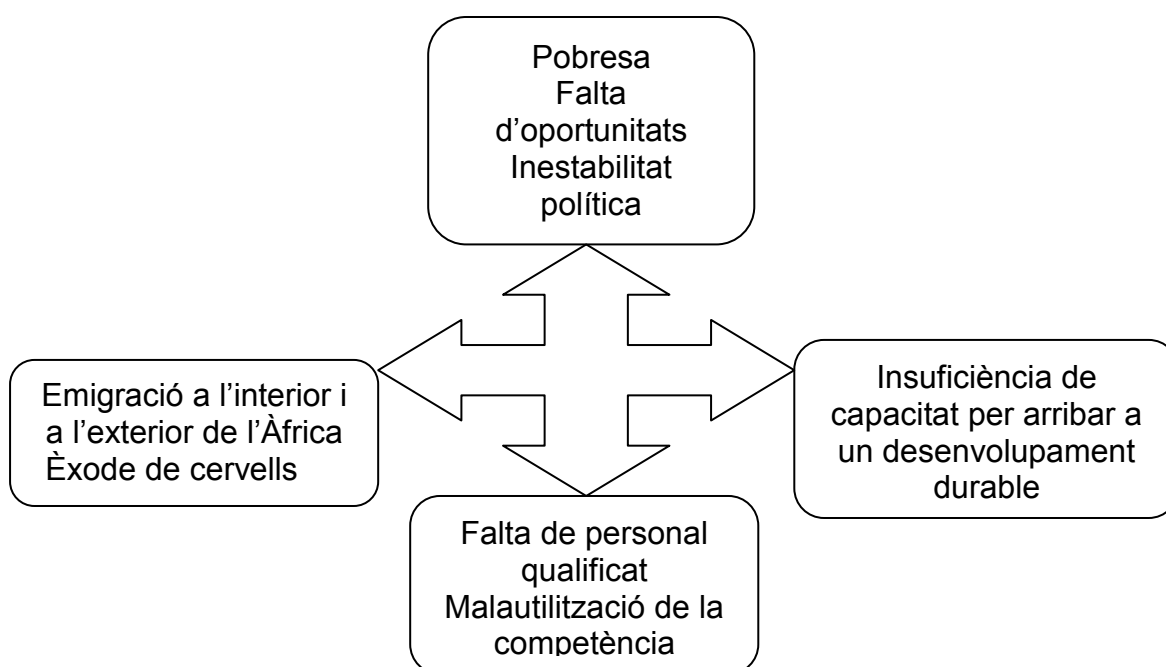 Pobresa
Falta
d’oportunitats
Inestabilitat
política
Emigració a l’interior i
a l’exterior de l’Àfrica
Èxode de cervells
Insuficiència de
capacitat per arribar a
un desenvolupament
durable
Falta de personal
qualificat
Malautilització de la
competència